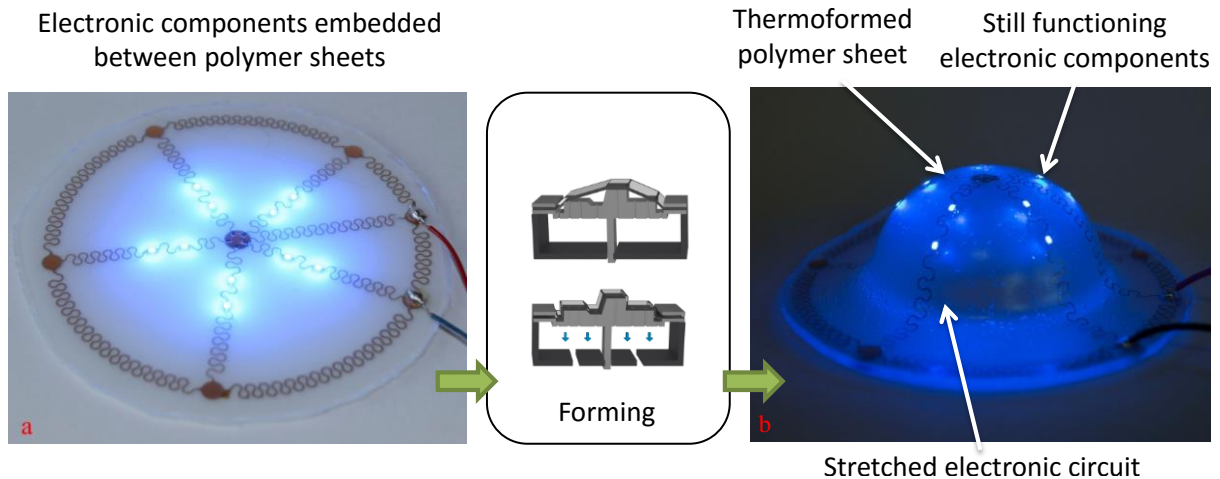 Electronic components embedded
between polymer sheets
Thermoformed
polymer sheet
Still functioning
electronic components
a
Forming
b
Stretched electronic circuit